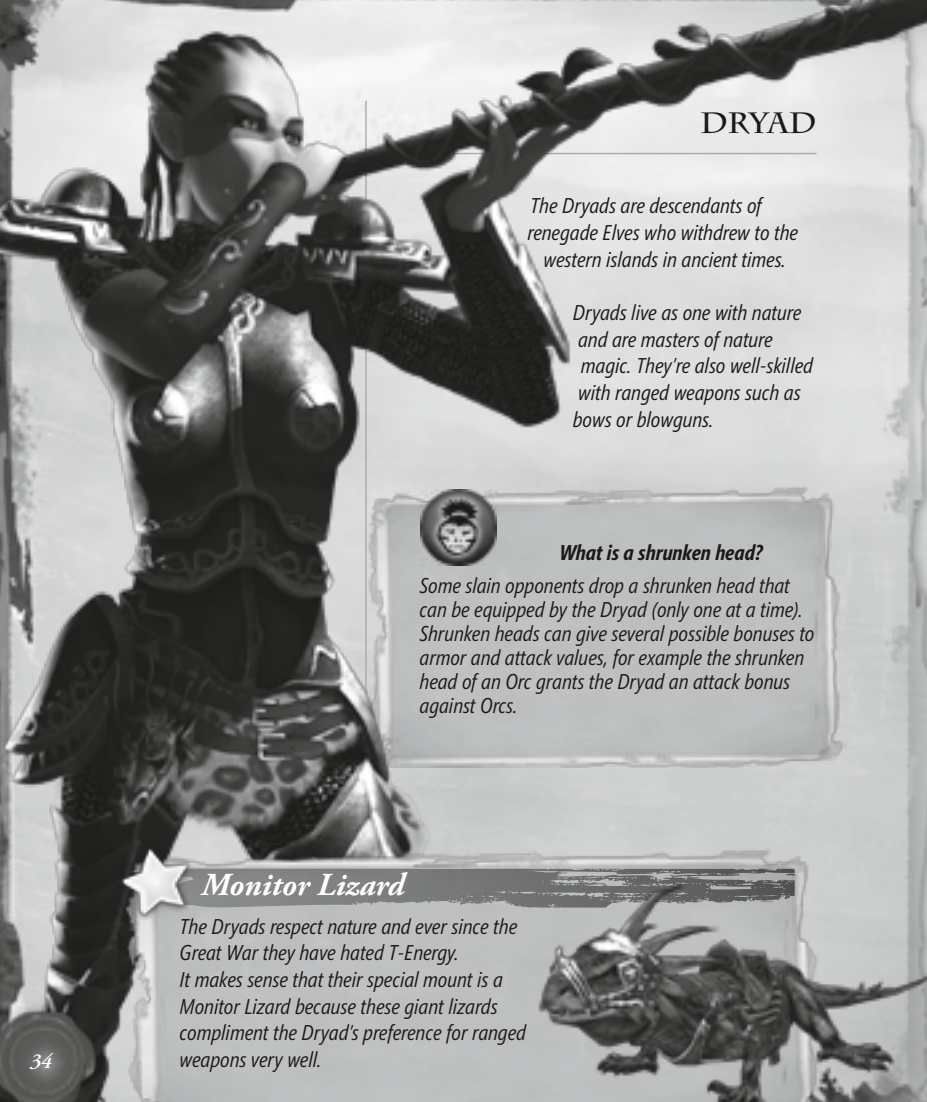 DRYAD
The Dryads are descendants of
renegade Elves who withdrew to the
western islands in ancient times.
Dryads live as one with nature
and are masters of nature
magic. They're also well-skilled
with ranged weapons such as
bows or blowguns.
What is a shrunken head?
Some slain opponents drop a shrunken head that
can be equipped by the Dryad (only one at a time).
Shrunken heads can give several possible bonuses to
armor and attack values, for example the shrunken
head of an Orc grants the Dryad an attack bonus
against Orcs.
Monitor Lizard
The Dryads respect nature and ever since the
Great War they have hated T-Energy.
It makes sense that their special mount is a
Monitor Lizard because these giant lizards
compliment the Dryad's preference for ranged
weapons very well.
34